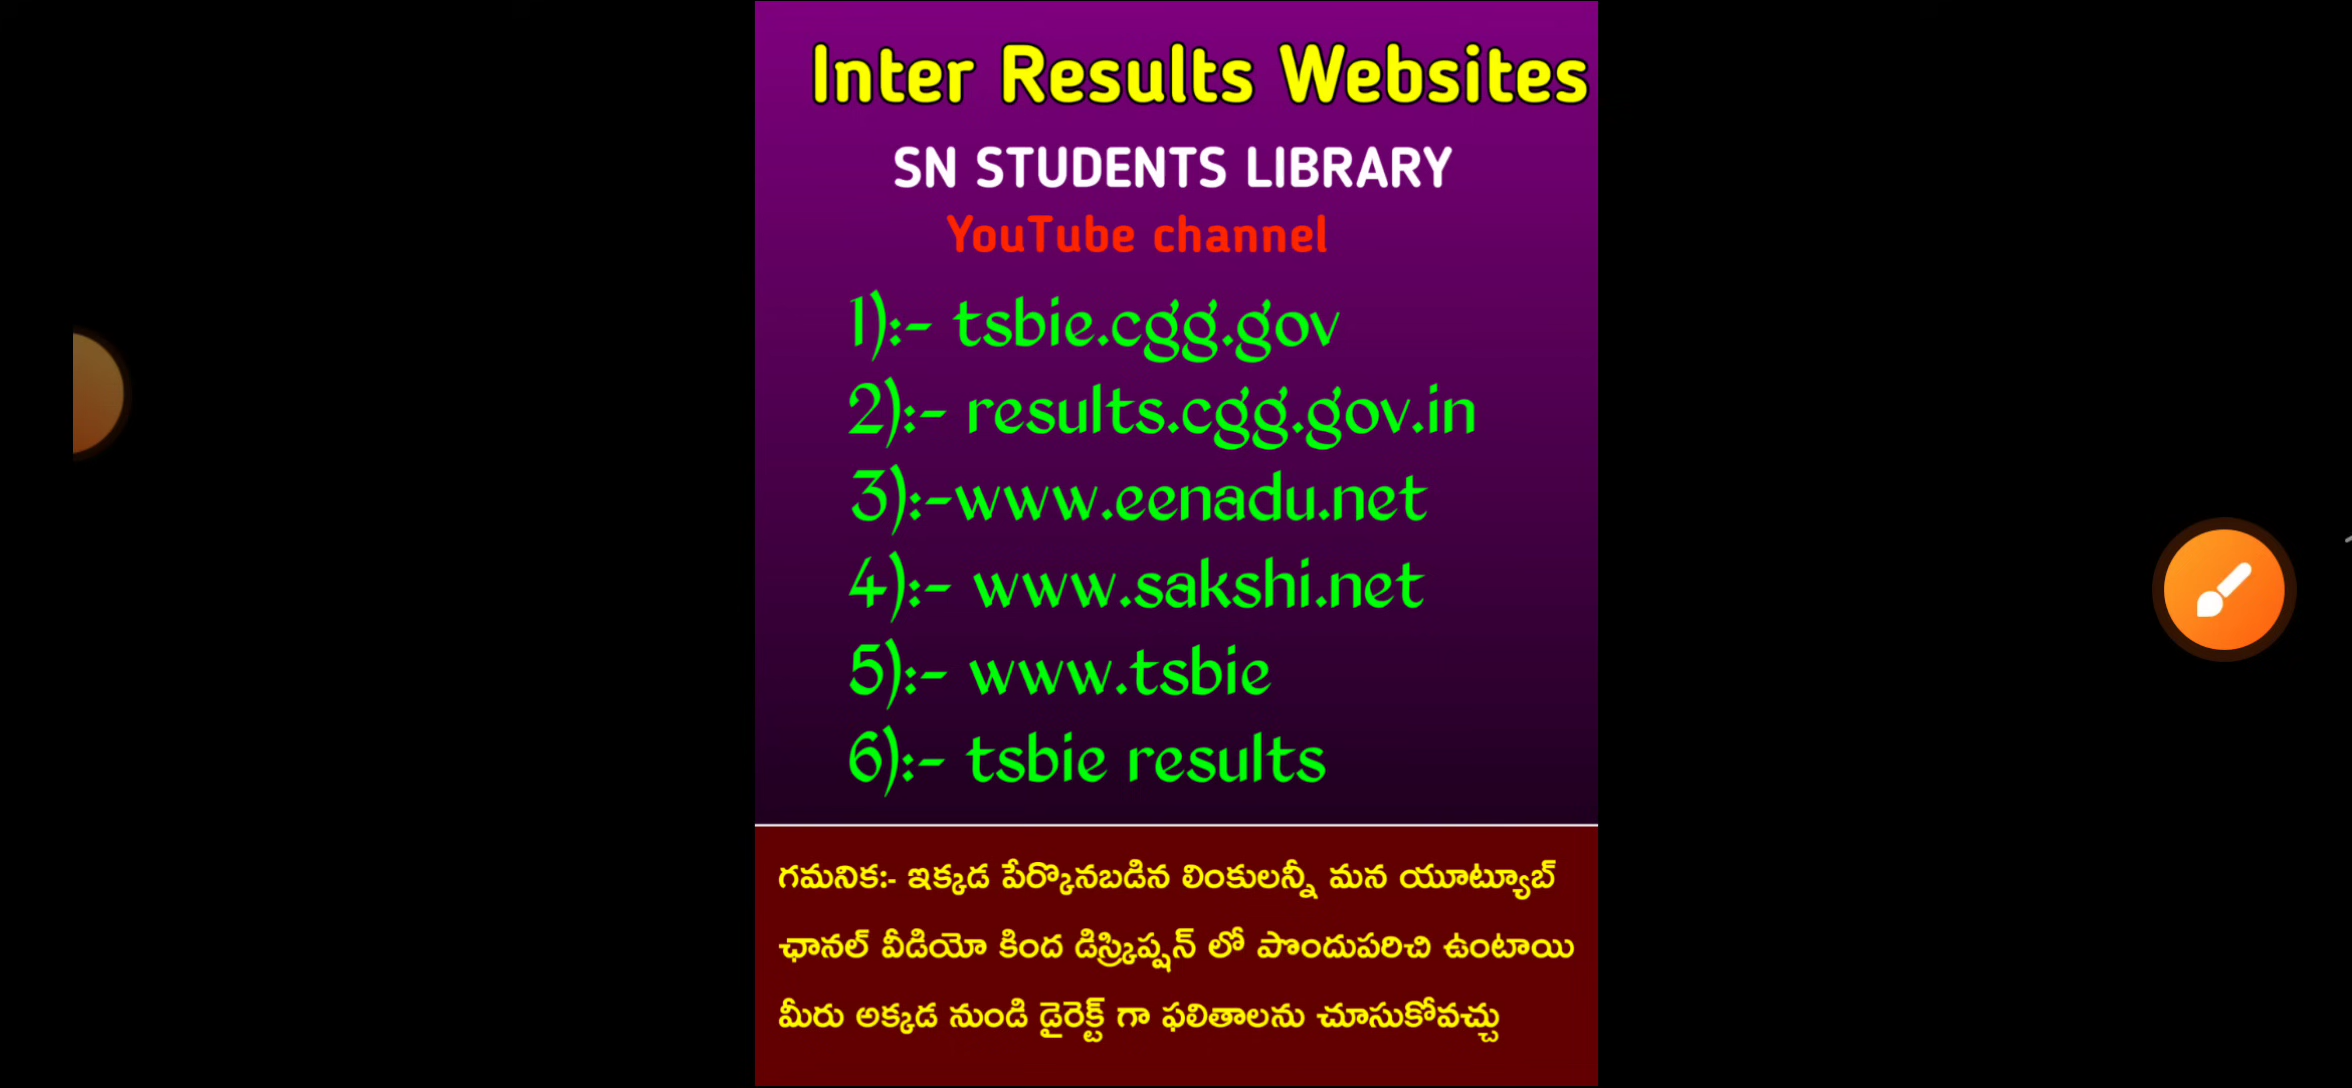 Inter Results Websites
SN STUDENTS LIBRARY
YouTube channel
1):- tsbie.cgg.gov
2):- results.cgg.gov.in
3):-www.eenadu.net
4):- www.sakshi.net
5):- www.tsbie
6):- tsbie results
గమనిక:- ఇక్కడ పేర్కొనబడిన లింకులన్నీ మన యూట్యూబ్
ఛానల్ వీడియో కింద డిస్క్రిప్షన్ లో పొందుపరిచి ఉంటాయి
మీరు అక్కడ నుండి డైరెక్ట్ గా ఫలితాలను చూసుకోవచ్చు